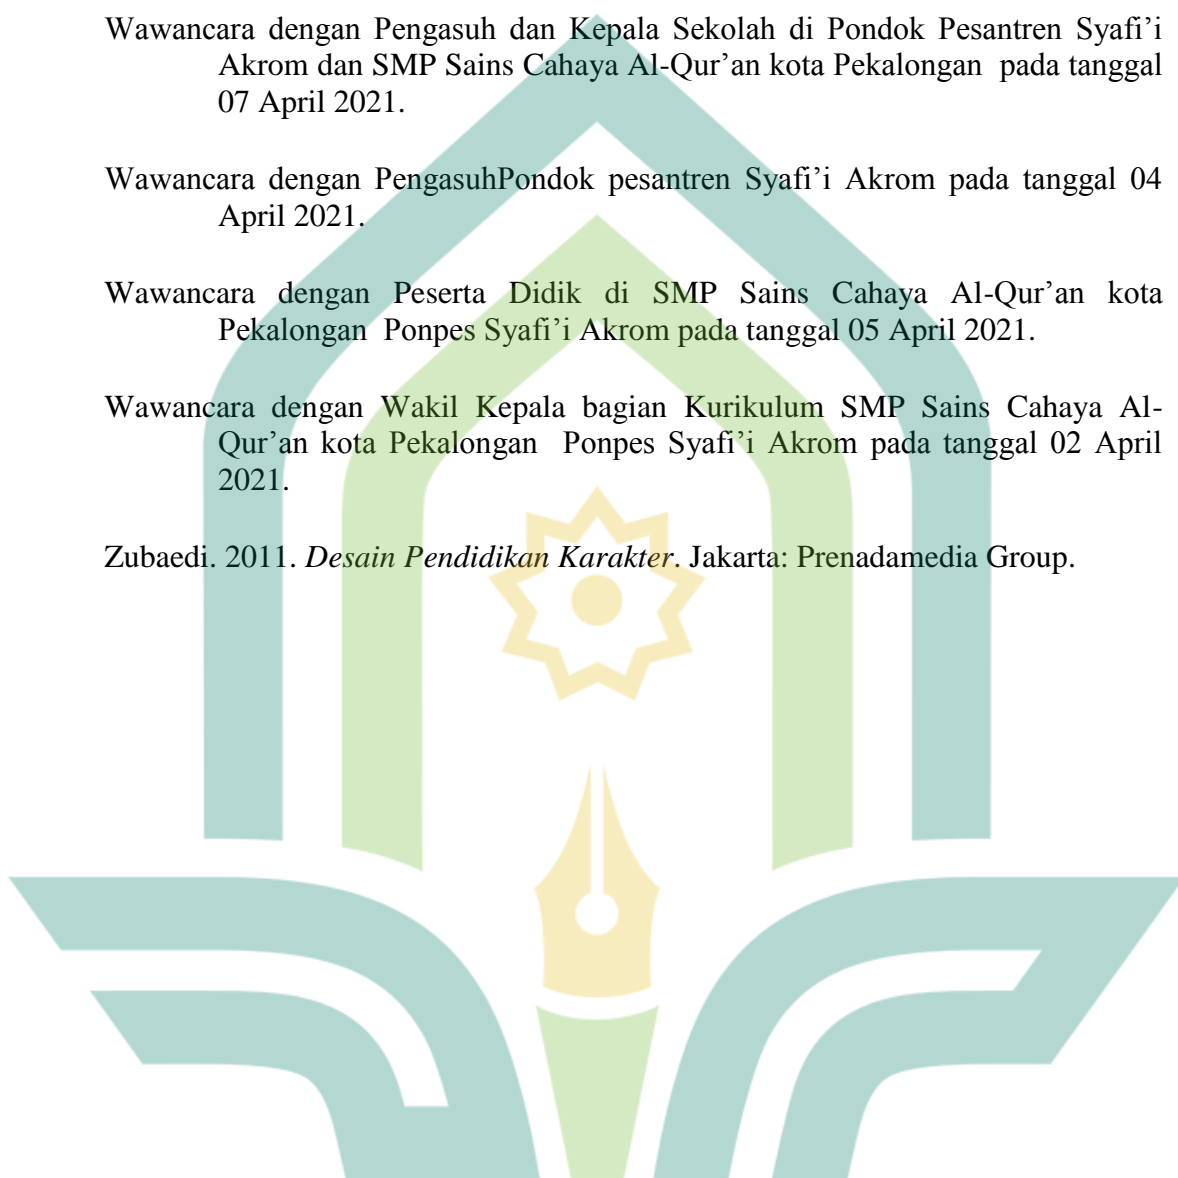 Wawancara dengan Pengasuh dan Kepala Sekolah di Pondok Pesantren Syafi’i
Akrom dan SMP Sains Cahaya Al-Qur’an kota Pekalongan  pada tanggal
07 April 2021.
Wawancara dengan PengasuhPondok pesantren Syafi’i Akrom pada tanggal 04
April 2021.
Wawancara dengan Peserta Didik di SMP Sains Cahaya Al-Qur’an kota
Pekalongan  Ponpes Syafi’i Akrom pada tanggal 05 April 2021.
Wawancara dengan Wakil Kepala bagian Kurikulum SMP Sains Cahaya Al-
Qur’an kota Pekalongan  Ponpes Syafi’i Akrom pada tanggal 02 April
2021.
Zubaedi. 2011. Desain Pendidikan Karakter. Jakarta: Prenadamedia Group.